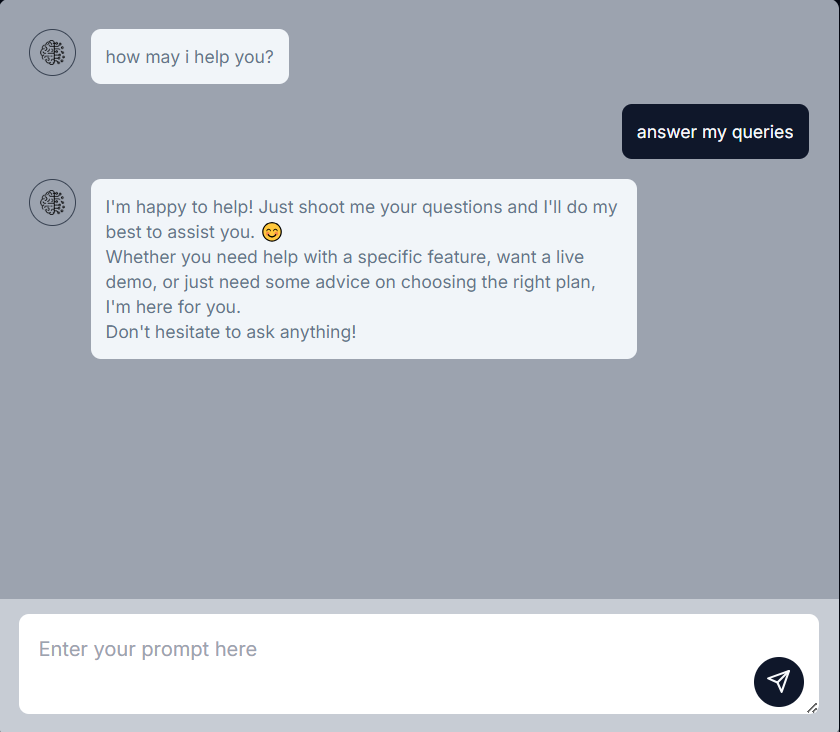 how may i help you?
answer my queries
I'm happy to help! Just shoot me your questions and I'll do my
best to assist you. 😊
Whether you need help with a specific feature, want a live
demo, or just need some advice on choosing the right plan,
I'm here for you.
Don't hesitate to ask anything!
Enter your prompt here